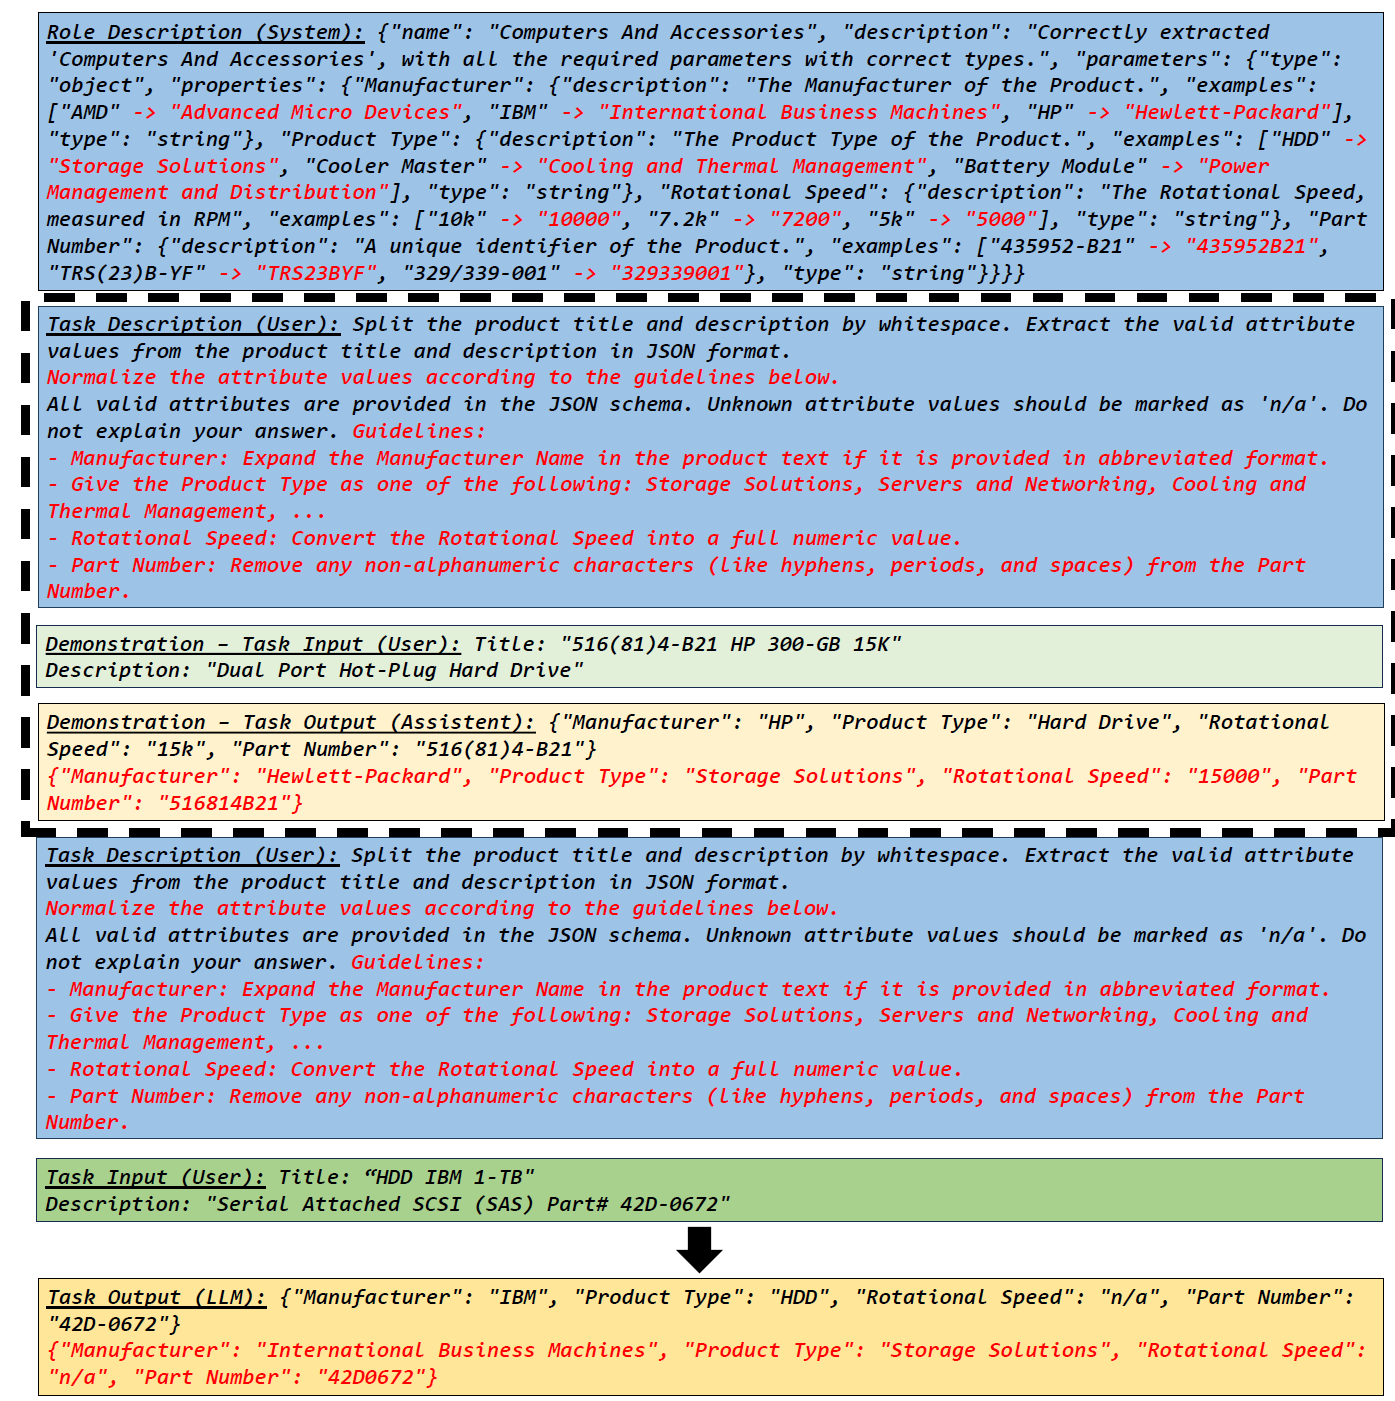 Role Description (System): {"name": "Computers And Accessories", "description": "Correctly extracted
'Computers And Accessories', with all the required parameters with correct types.", "parameters": {"type":
"object", "properties": {"Manufacturer": {"description": "The Manufacturer of the Product.", "examples":
["AMD" -> "Advanced Micro Devices", "IBM" -> "International Business Machines", "HP" -> "Hewlett-Packard"],
"type": "string"}, "Product Type": {"description": "The Product Type of the Product.", "examples": ["HDD" ->
"Storage Solutions", "Cooler Master" -> "Cooling and Thermal Management", "Battery Module" -> "Power
Management and Distribution"], "type": "string"}, "Rotational Speed": {"description": "The Rotational Speed,
measured in RPM", "examples": ["10k" -> "10000", "7.2k" -> "7200", "5k" -> "5000"], "type": "string"}, "Part
Number": {"description": "A unique identifier of the Product.", "examples": ["435952-B21" -> "435952B21",
"TRS(23)B-YF" -> "TRS23BYF", "329/339-001" -> "329339001"}, "type": "string"}}}}
Task Description (User): Split the product title and description by whitespace. Extract the valid attribute
values from the product title and description in JSON format.
Normalize the attribute values according to the guidelines below.
All valid attributes are provided in the JSON schema. Unknown attribute values should be marked as 'n/a'. Do
not explain your answer. Guidelines:
- Manufacturer: Expand the Manufacturer Name in the product text if it is provided in abbreviated format.
- Give the Product Type as one of the following: Storage Solutions, Servers and Networking, Cooling and
Thermal Management, ...
- Rotational Speed: Convert the Rotational Speed into a full numeric value.
- Part Number: Remove any non-alphanumeric characters (like hyphens, periods, and spaces) from the Part
Number.
Demonstration – Task Input (User): Title: "516(81)4-B21 HP 300-GB 15K"
Description: "Dual Port Hot-Plug Hard Drive"
Demonstration – Task Output (Assistent): {"Manufacturer": "HP", "Product Type": "Hard Drive", "Rotational
Speed": "15k", "Part Number": "516(81)4-B21"}
{"Manufacturer": "Hewlett-Packard", "Product Type": "Storage Solutions", "Rotational Speed": "15000", "Part
Number": "516814B21"}
Task Description (User): Split the product title and description by whitespace. Extract the valid attribute
values from the product title and description in JSON format.
Normalize the attribute values according to the guidelines below.
All valid attributes are provided in the JSON schema. Unknown attribute values should be marked as 'n/a'. Do
not explain your answer. Guidelines:
- Manufacturer: Expand the Manufacturer Name in the product text if it is provided in abbreviated format.
- Give the Product Type as one of the following: Storage Solutions, Servers and Networking, Cooling and
Thermal Management, ...
- Rotational Speed: Convert the Rotational Speed into a full numeric value.
- Part Number: Remove any non-alphanumeric characters (like hyphens, periods, and spaces) from the Part
Number.
Task Input (User): Title: “HDD IBM 1-TB"
Description: "Serial Attached SCSI (SAS) Part# 42D-0672"
Task Output (LLM): {"Manufacturer": "IBM", "Product Type": "HDD", "Rotational Speed": "n/a", "Part Number":
"42D-0672"}
{"Manufacturer": "International Business Machines", "Product Type": "Storage Solutions", "Rotational Speed":
"n/a", "Part Number": "42D0672"}